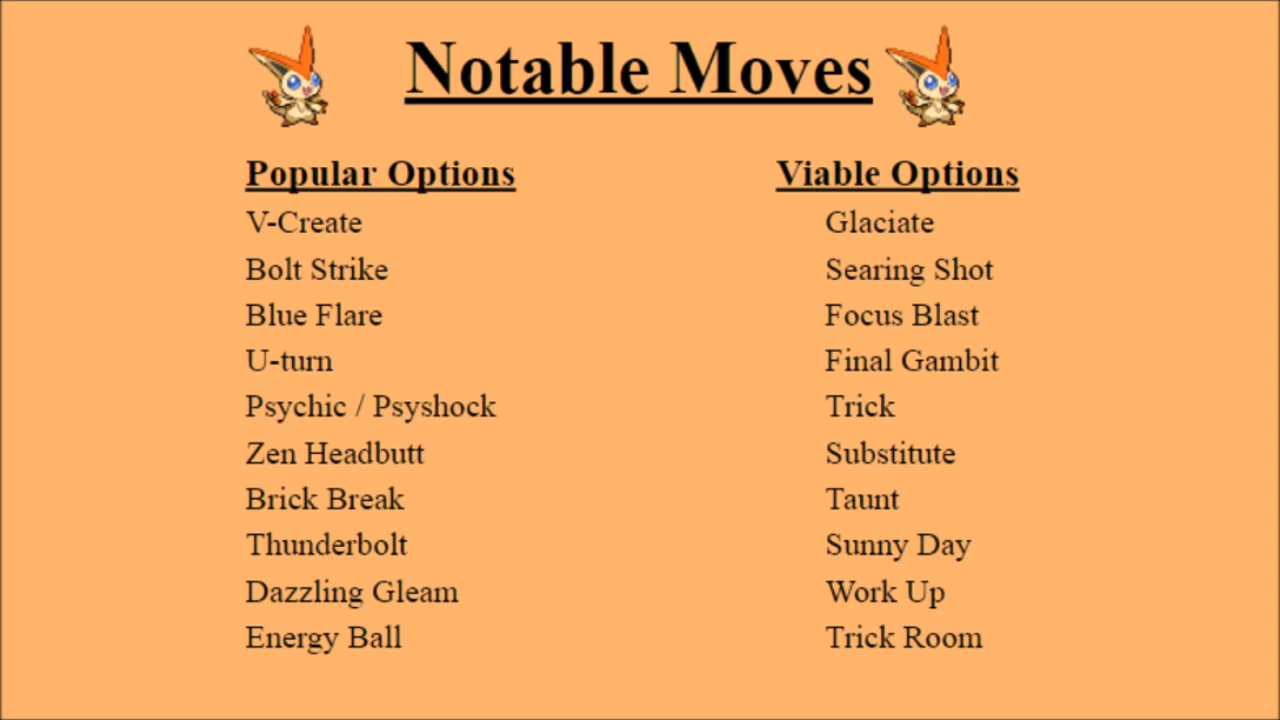 Notable Moves
Popular Options
V-Create
Bolt Strike
Blue Flare
U-turn
Psychic / Psyshock
Zen Headbutt
Brick Break
Thunderbolt
Dazzling Gleam
Energy Ball
Viable Options
Glaciate
Searing Shot
Focus Blast
Final Gambit
Trick
Substitute
Taunt
Sunny Day
Work Up
Trick Room